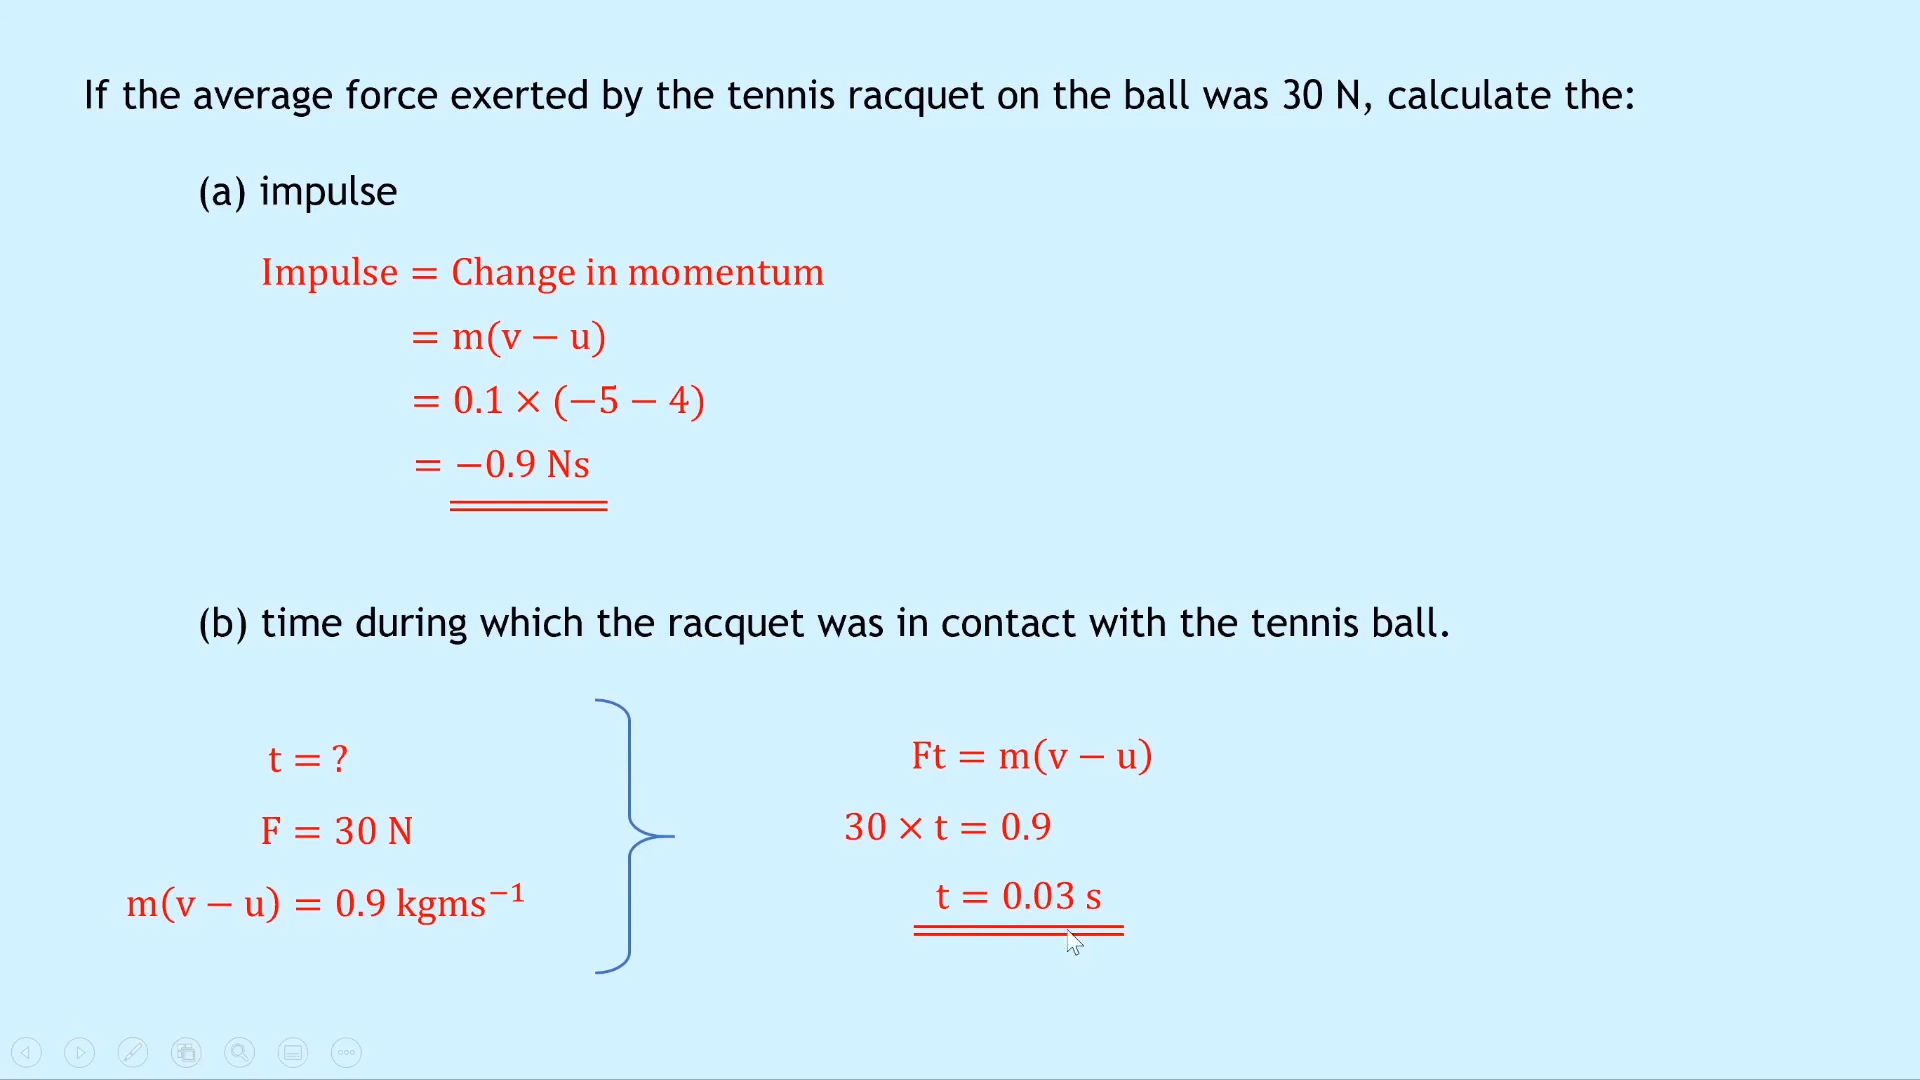 If the average force exerted by the tennis racquet on the ball was 30 N, calculate the:
(a) impulse
Impulse = Change in momentum
= m(v − u)
= 0.1 × (−5 − 4)
= −0.9 Ns
(b) time during which the racquet was in contact with the tennis ball.
t = ?
F = 30 N
m(v − u) = 0.9 kgms⁻¹
Ft = m(v − u)
30 × t = 0.9
t = 0.03 s